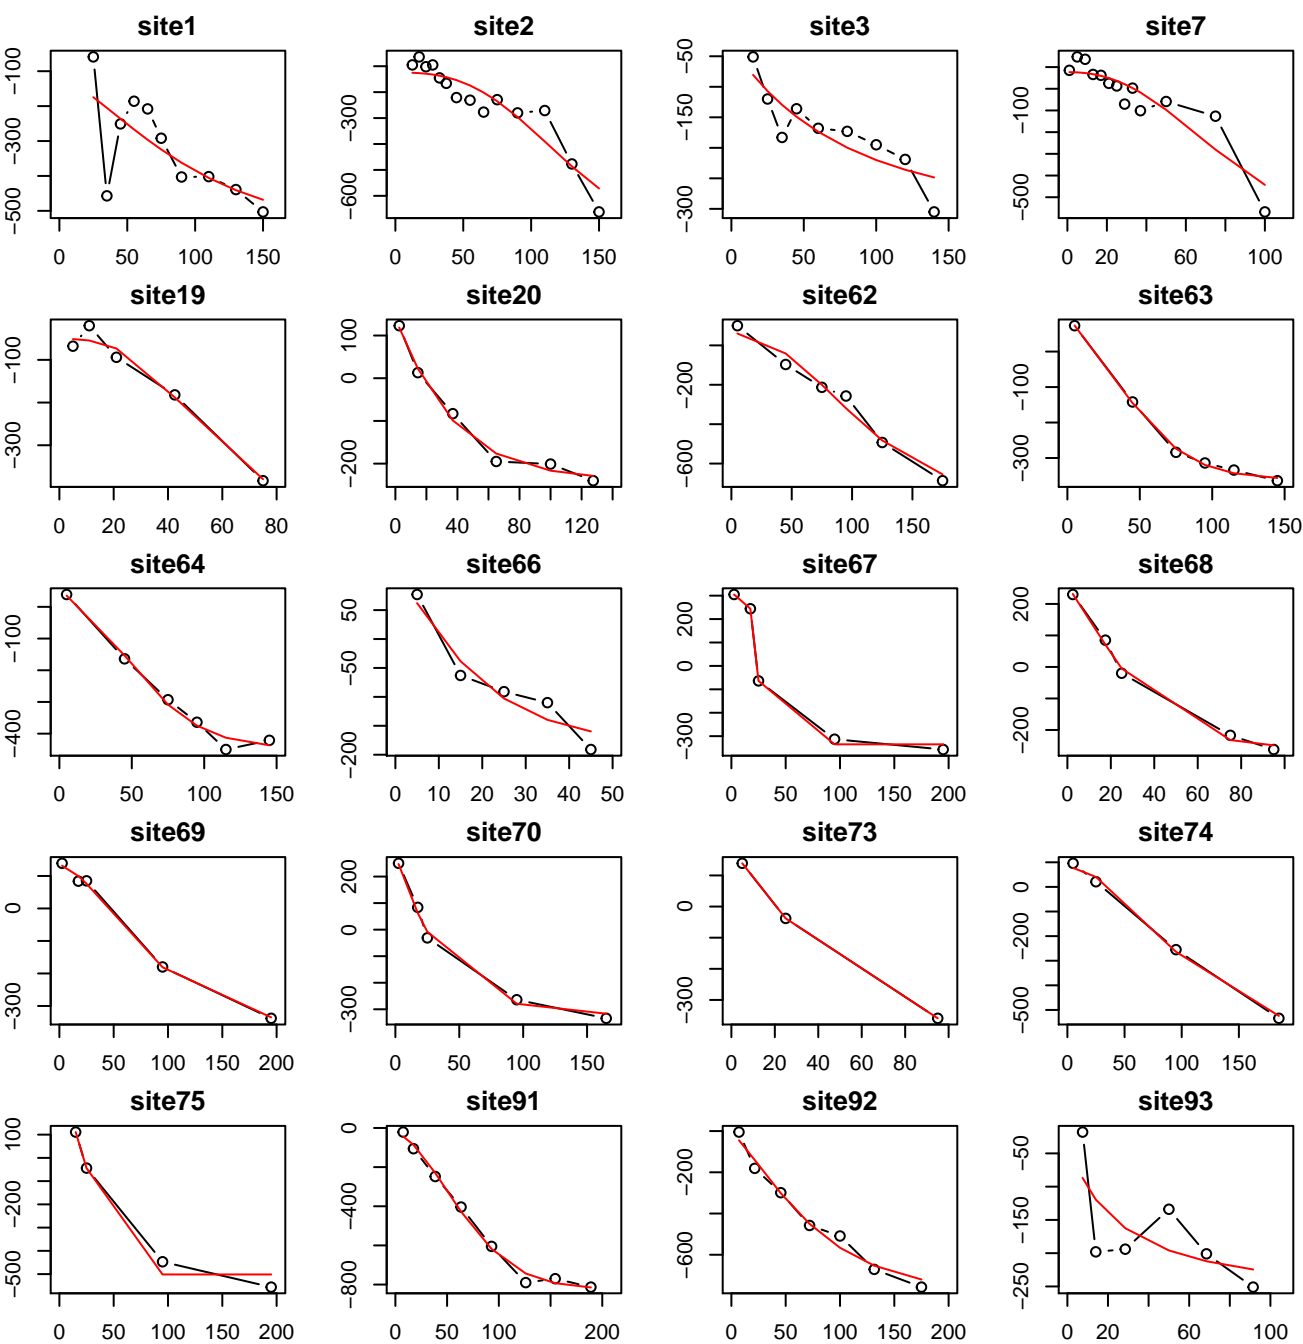 site1 site2 site3 site7
−100 −300 −500
0 50 100 150
−300 −600
0 50 100 150
−50 −150 −300
0 50 100 150
−100 −500
0 20 60 100
site19 site20 site62 site63
−100 −300
0 20 40 60 80
100 0 −200
0 40 80 120
−200 −600
0 50 100 150
−100 −300
0 50 100 150
site64 site66 site67 site68
−100 −400
0 50 100 150
50 −50 −200
0 10 20 30 40 50
200 0 −300
0 50 100 150 200
200 0 −200
0 20 40 60 80
site69 site70 site73 site74
0 −300
0 50 100 150 200
200 0 −300
0 50 100 150
0 −300
0 20 40 60 80
0 −200 −500
0 50 100 150
site75 site91 site92 site93
100 −200 −500
0 50 100 150 200
0 −400 −800
0 50 100 150 200
−200 −600
0 50 100 150 200
−50 −150 −250
0 20 60 100